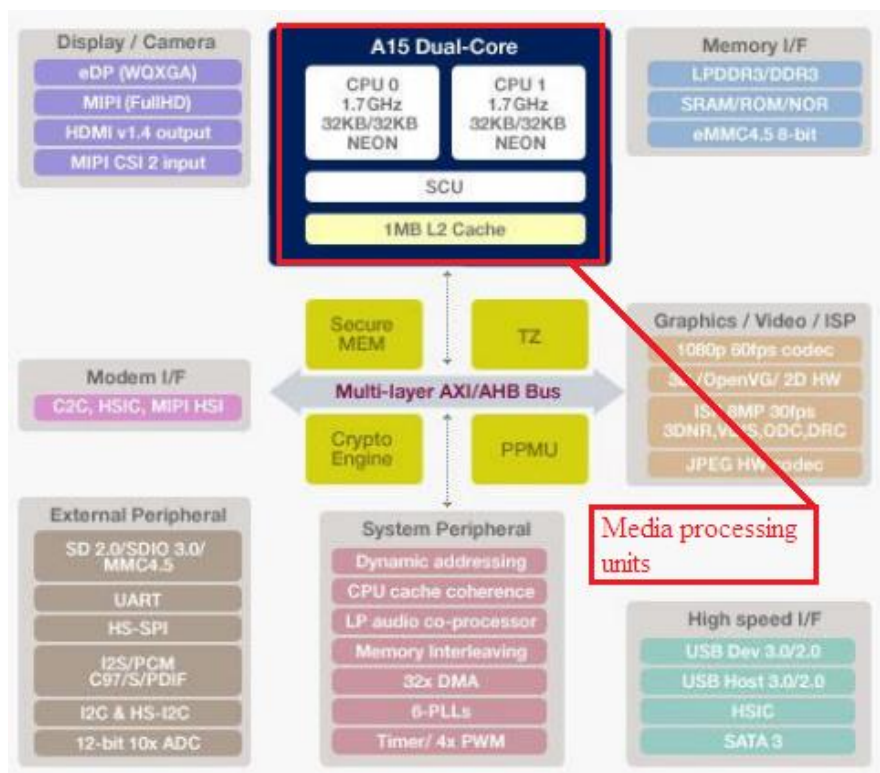 Display / Camera
eDP (WQXGA)
MIPI (FullHD)
HDMI v1.4 output
MIPI CSI 2 input
A15 Dual-Core
CPU 0
1.7GHz
32KB/32KB
NEON
CPU 1
1.7GHz
32KB/32KB
NEON
SCU
1MB L2 Cache
Memory I/F
LPDDR3/DDR3
SRAM/ROM/NOR
eMMC4.5 8-bit
Secure
MEM
TZ
Modem I/F
C2C, HSIC, MIPI HSI
Multi-layer AXI/AHB Bus
Crypto
Engine
PPMU
Graphics / Video / ISP
1080p 60fps codec
/OpenVG/ 2D HW
8MP 30fps
3DNR, ,ODC,DRC
JPEG HW codec
External Peripheral
SD 2.0/SDIO 3.0/
MMC4.5
UART
HS-SPI
I2S/PCM
C97/S/PDIF
I2C & HS-I2C
12-bit 10x ADC
System Peripheral
Dynamic addressing
CPU cache coherence
LP audio co-processor
Memory Interleaving
32x DMA
6-PLLs
Timer/ 4x PWM
Media processing
units
High speed I/F
USB Dev 3.0/2.0
USB Host 3.0/2.0
HSIC
SATA 3